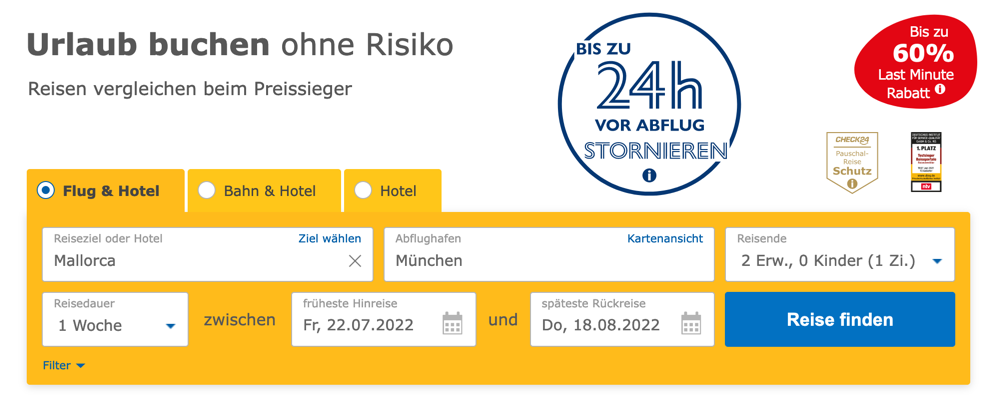 Urlaub buchen ohne Risiko
Reisen vergleichen beim Preissieger
BIS ZU
24h
VOR ABFLUG
STORNIEREN
i
Bis zu
60%
Last Minute
Rabatt i
CHECK24
Pauschal-
Reise
Schutz
i
1. PLATZ
Flug & Hotel
Bahn & Hotel
Hotel
Reiseziel oder Hotel Ziel wählen
Mallorca
Abflughafen Kartenansicht
München
Reisende
2 Erw., 0 Kinder (1 Zi.)
Reisedauer
1 Woche
zwischen
früheste Hinreise
Fr, 22.07.2022
und
späteste Rückreise
Do, 18.08.2022
Reise finden
Filter